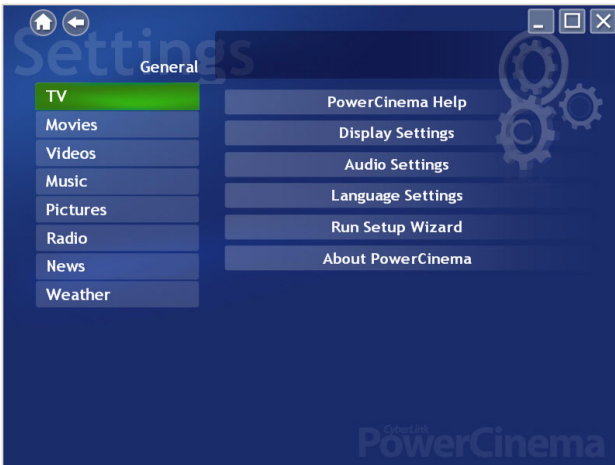 Settings
General
TV
Movies
Videos
Music
Pictures
Radio
News
Weather
PowerCinema Help
Display Settings
Audio Settings
Language Settings
Run Setup Wizard
About PowerCinema
CyberLink
PowerCinema